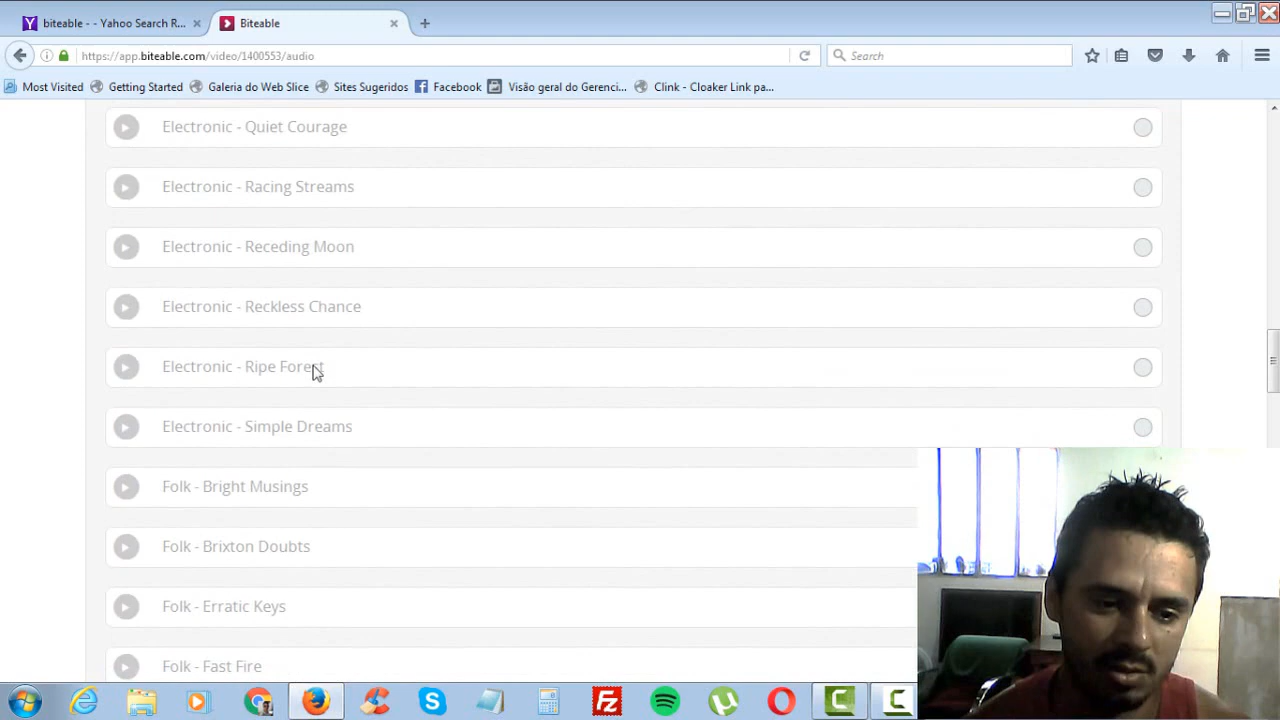 biteable - - Yahoo Search R...
Biteable
https://app.biteable.com/video/1400553/audio
Search
Most Visited
Getting Started
Galeria do Web Slice
Sites Sugeridos
Facebook
Visão geral do Gerenci...
Clink - Cloaker Link pa...
Electronic - Quiet Courage
Electronic - Racing Streams
Electronic - Receding Moon
Electronic - Reckless Chance
Electronic - Ripe Forest
Electronic - Simple Dreams
Folk - Bright Musings
Folk - Brixton Doubts
Folk - Erratic Keys
Folk - Fast Fire